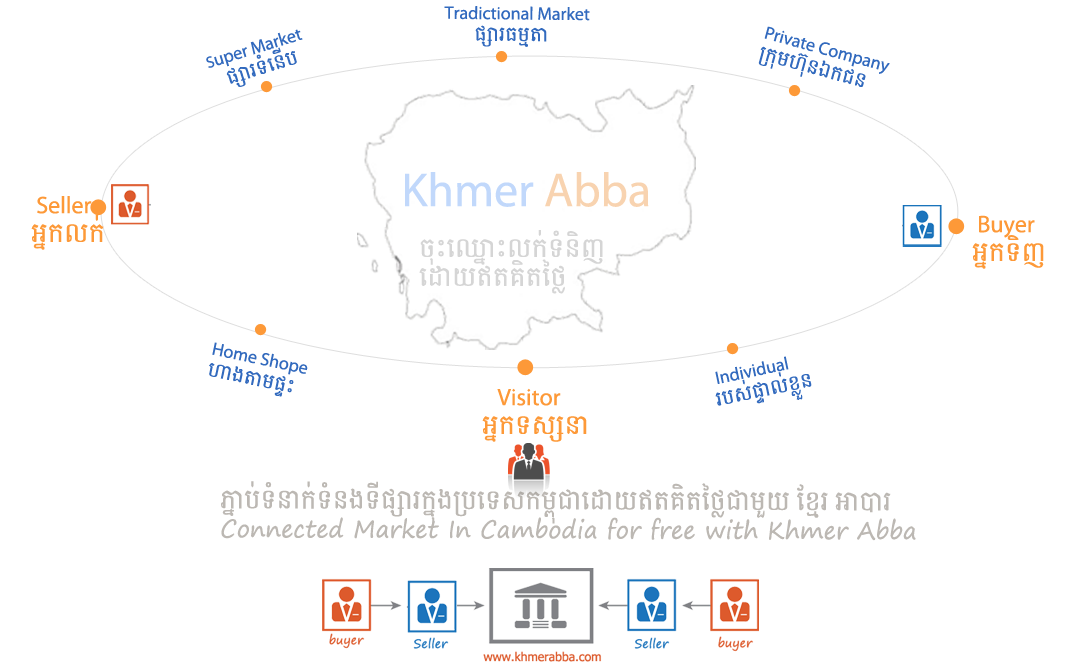 Tradictional Market
ផ្សារធម្មតា
Super Market
ផ្សារទំនើប
Private Company
ក្រុមហ៊ុនឯកជន
Khmer Abba
ចុះឈ្មោះលក់ទំនិញ
ដោយឥតគិតថ្លៃ
Seller
អ្នកលក់
Buyer
អ្នកទិញ
Home Shope
ហាងតាមផ្ទះ
Individual
របស់ផ្ទាល់ខ្លួន
Visitor
អ្នកទស្សនា
ភ្ជាប់ទំនាក់ទំនងទីផ្សារក្នុងប្រទេសកម្ពុជាដោយឥតគិតថ្លៃជាមួយ ខ្មែរ អាបារ
Connected Market In Cambodia for free with Khmer Abba
buyer
Seller
Seller
buyer
www.khmerabba.com